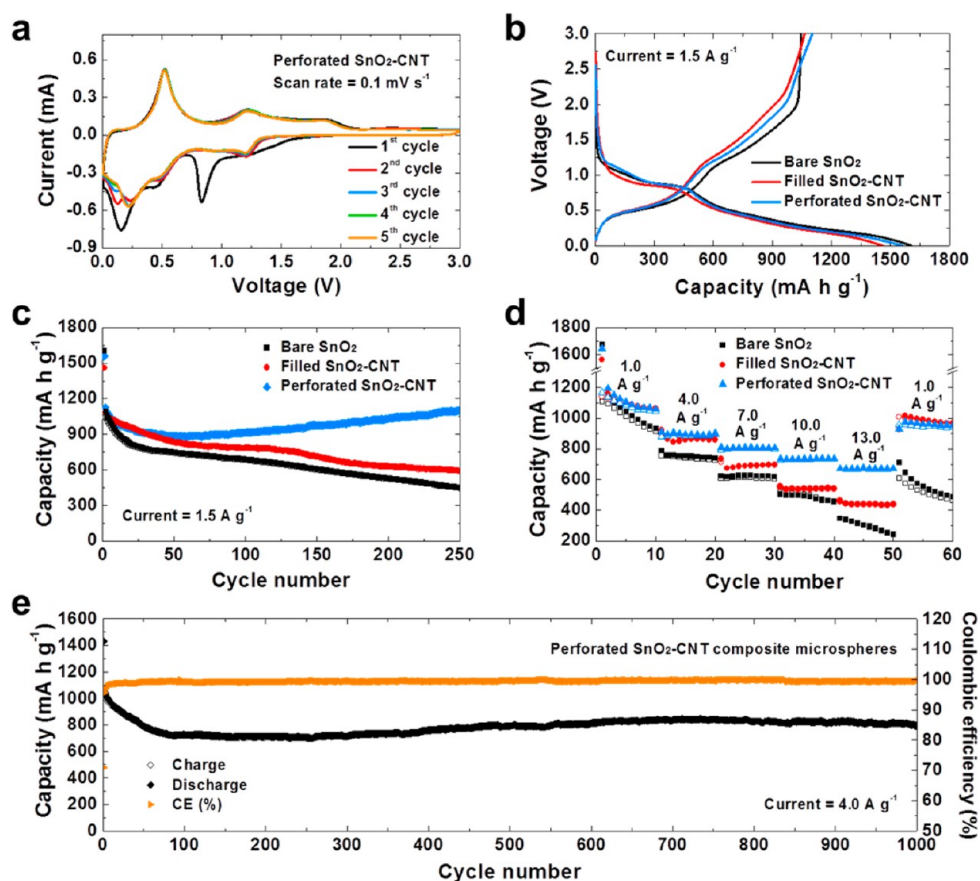 a
Perforated SnO₂-CNT
Scan rate = 0.1 mV s⁻¹
0.6
0.3
0.0
-0.3
-0.6
-0.9
Current (mA)
1ˢᵗ cycle
2ⁿᵈ cycle
3ʳᵈ cycle
4ᵗʰ cycle
5ᵗʰ cycle
0.0 0.5 1.0 1.5 2.0 2.5 3.0
Voltage (V)
b
Current = 1.5 A g⁻¹
3.0
2.5
2.0
1.5
1.0
0.5
0.0
Voltage (V)
Bare SnO₂
Filled SnO₂-CNT
Perforated SnO₂-CNT
0 300 600 900 1200 1500 1800
Capacity (mA h g⁻¹)
c
1800
1500
1200
900
600
300
0
Capacity (mA h g⁻¹)
Bare SnO₂
Filled SnO₂-CNT
Perforated SnO₂-CNT
Current = 1.5 A g⁻¹
0 50 100 150 200 250
Cycle number
d
1800
1600
1200
1000
800
600
400
200
Capacity (mA h g⁻¹)
Bare SnO₂
Filled SnO₂-CNT
Perforated SnO₂-CNT
1.0
A g⁻¹
4.0
A g⁻¹
7.0
A g⁻¹
10.0
A g⁻¹
13.0
A g⁻¹
1.0
A g⁻¹
0 10 20 30 40 50 60
Cycle number
e
1600
1400
1200
1000
800
600
400
200
0
Capacity (mA h g⁻¹)
Perforated SnO₂-CNT composite microspheres
Charge
Discharge
CE (%)
Current = 4.0 A g⁻¹
120
110
100
90
80
70
60
50
Coulombic efficiency (%)
0 100 200 300 400 500 600 700 800 900 1000
Cycle number